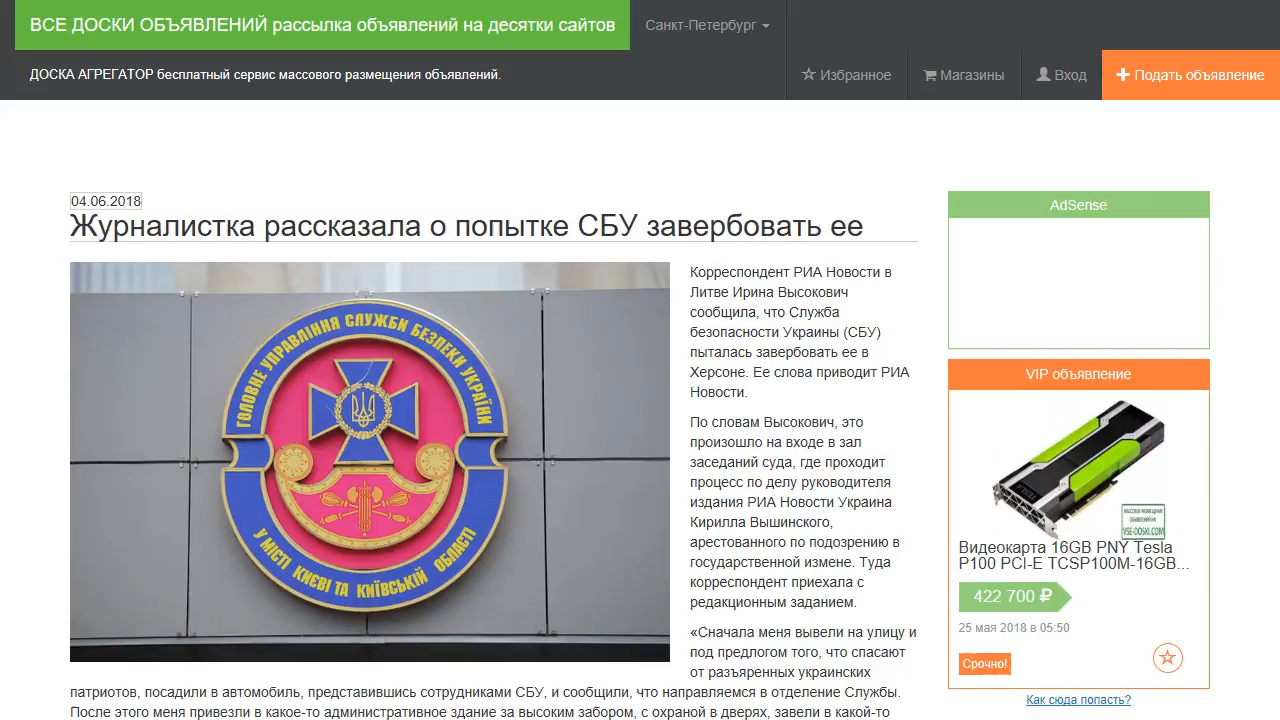 ВСЕ ДОСКИ ОБЪЯВЛЕНИЙ рассылка объявлений на десятки сайтов
Санкт-Петербург
ДОСКА АГРЕГАТОР бесплатный сервис массового размещения объявлений.
Избранное
Магазины
Вход
Подать объявление
04.06.2018
Журналистка рассказала о попытке СБУ завербовать ее
ГОЛОВНЕ УПРАВЛІННЯ СЛУЖБИ БЕЗПЕКИ УКРАЇНИ
У МІСТІ КИЄВІ ТА КИЇВСЬКІЙ ОБЛАСТІ
Корреспондент РИА Новости в
Литве Ирина Высокович
сообщила, что Служба
безопасности Украины (СБУ)
пыталась завербовать ее в
Херсоне. Ее слова приводит РИА
Новости.
По словам Высокович, это
произошло на входе в зал
заседаний суда, где проходит
процесс по делу руководителя
издания РИА Новости Украина
Кирилла Вышинского,
арестованного по подозрению в
государственной измене. Туда
корреспондент приехала с
редакционным заданием.
«Сначала меня вывели на улицу и
под предлогом того, что спасают
от разъяренных украинских
патриотов, посадили в автомобиль, представившись сотрудниками СБУ, и сообщили, что направляемся в отделение Службы.
После этого меня привезли в какое-то административное здание за высоким забором, с охраной в дверях, завели в какой-то
AdSense
VIP объявление
МАССОВОЕ РАЗМЕЩЕНИЕ
ОБЪЯВЛЕНИЙ НА
VSE-DOSKI.COM
Видеокарта 16GB PNY Tesla
P100 PCI-E TCSP100M-16GB...
422 700 ₽
25 мая 2018 в 05:50
Срочно!
Как сюда попасть?